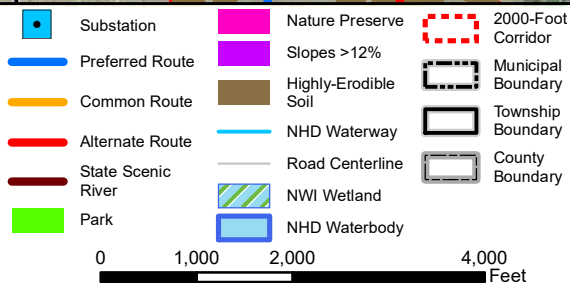 Substation
Preferred Route
Common Route
Alternate Route
State Scenic
River
Park
Nature Preserve
Slopes >12%
Highly-Erodible
Soil
NHD Waterway
Road Centerline
NWI Wetland
NHD Waterbody
2000-Foot
Corridor
Municipal
Boundary
Township
Boundary
County
Boundary
0 1,000 2,000 4,000
Feet